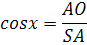 cosx = AO/SA